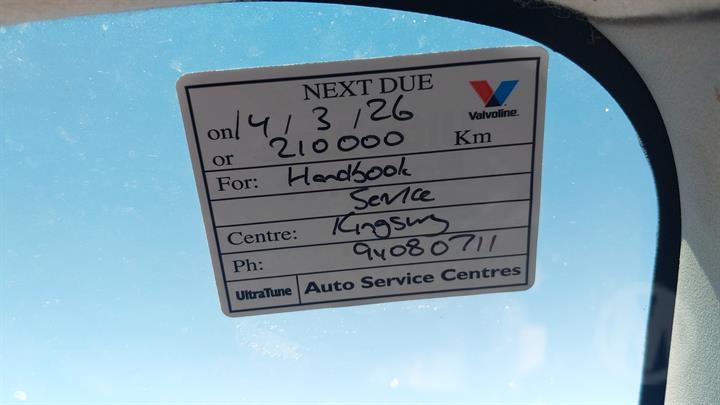 NEXT DUE
Valvoline.
on 14 / 3 / 26
or 210000 Km
For: Handbook
Service
Centre: Kingsbury
Ph: 94080711
UltraTune Auto Service Centres